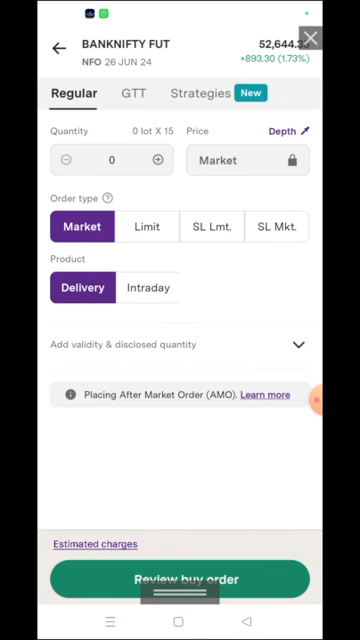 BANKNIFTY FUT 52,644.3
NFO 26 JUN 24 +893.30 (1.73%)
Regular GTT Strategies New
Quantity 0 lot X 15 Price Depth
0 Market
Order type
Market Limit SL Lmt. SL Mkt.
Product
Delivery Intraday
Add validity & disclosed quantity
Placing After Market Order (AMO). Learn more
Estimated charges
Review buy order